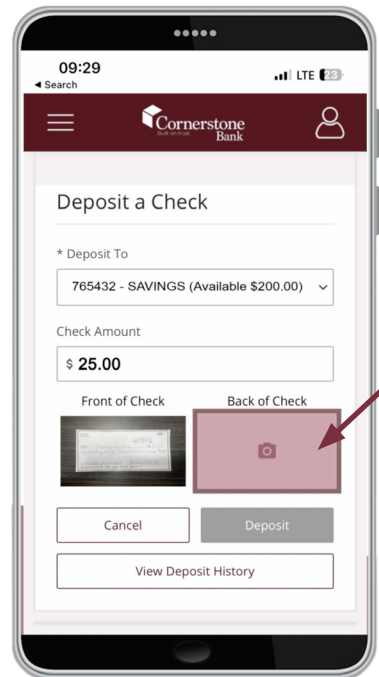 09:29
LTE 23
Search
Cornerstone
Built on trust.
Bank
Deposit a Check
* Deposit To
765432 - SAVINGS (Available $200.00)
Check Amount
$ 25.00
Front of Check Back of Check
Cancel Deposit
View Deposit History